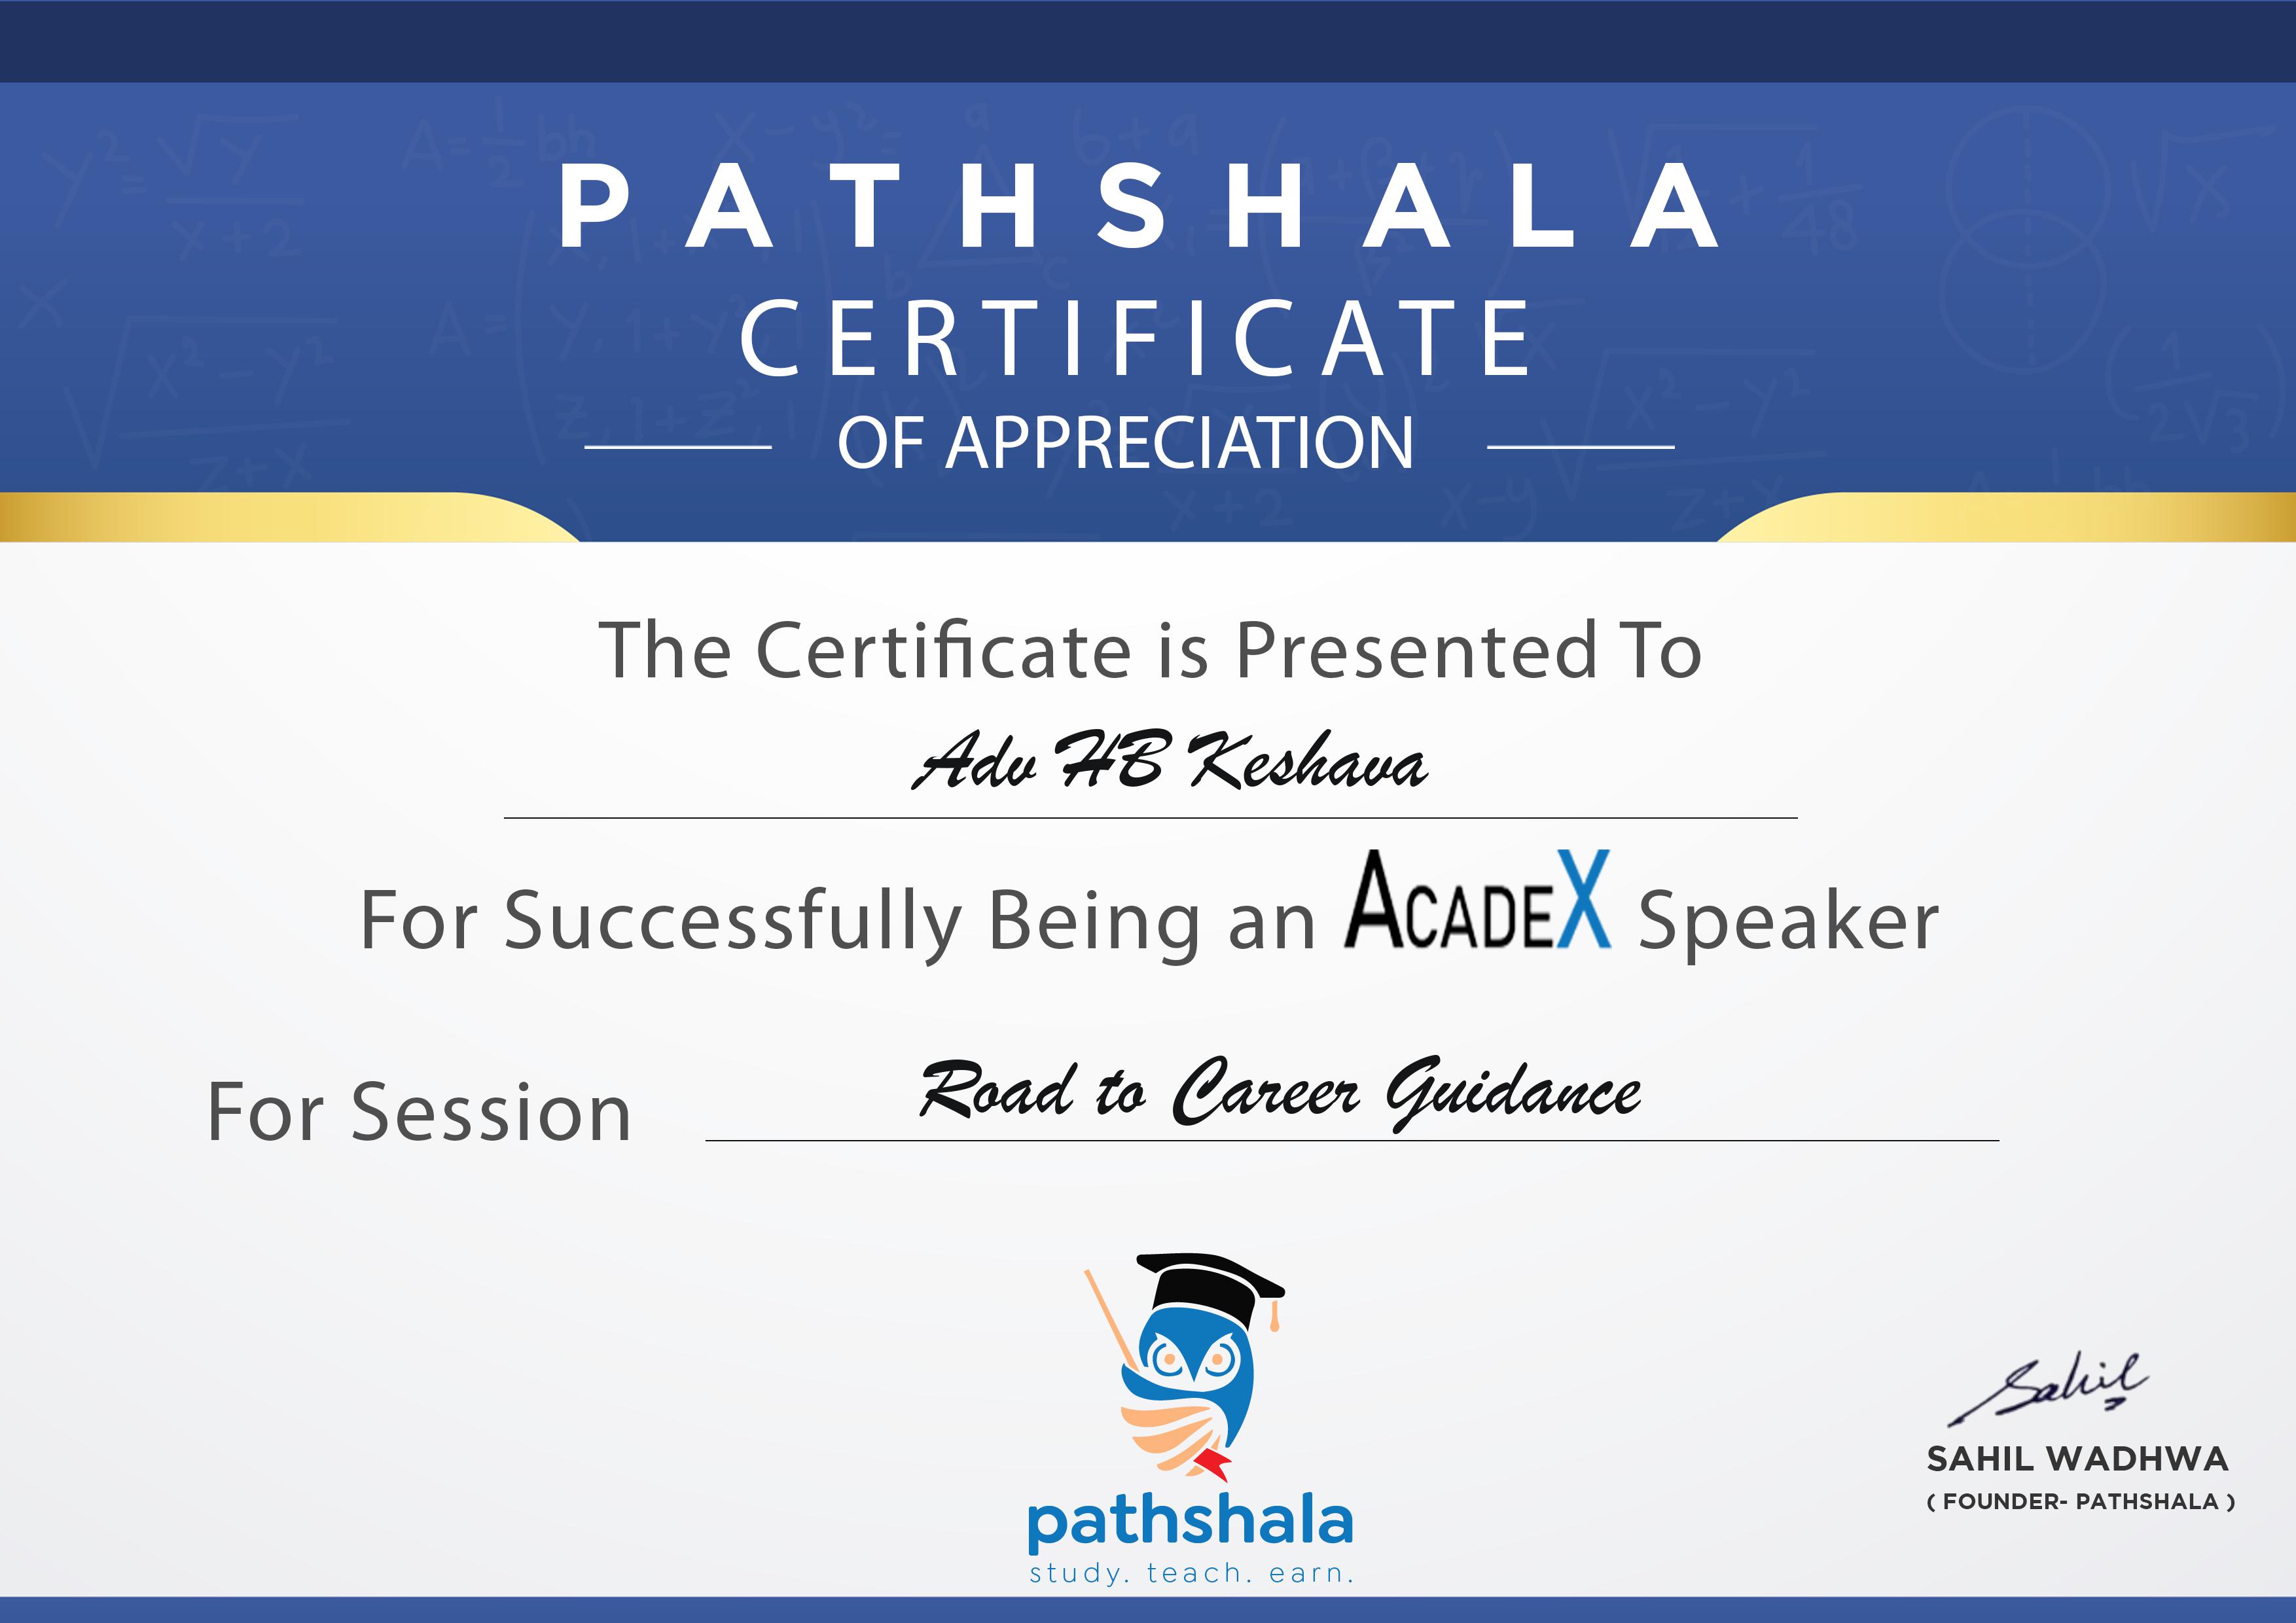 PATHSHALA
CERTIFICATE
OF APPRECIATION
The Certificate is Presented To
Adv HB Keshava
For Successfully Being an ACADEX Speaker
For Session Road to Career Guidance
Sahil
SAHIL WADHWA
( FOUNDER- PATHSHALA )
pathshala
study. teach. earn.